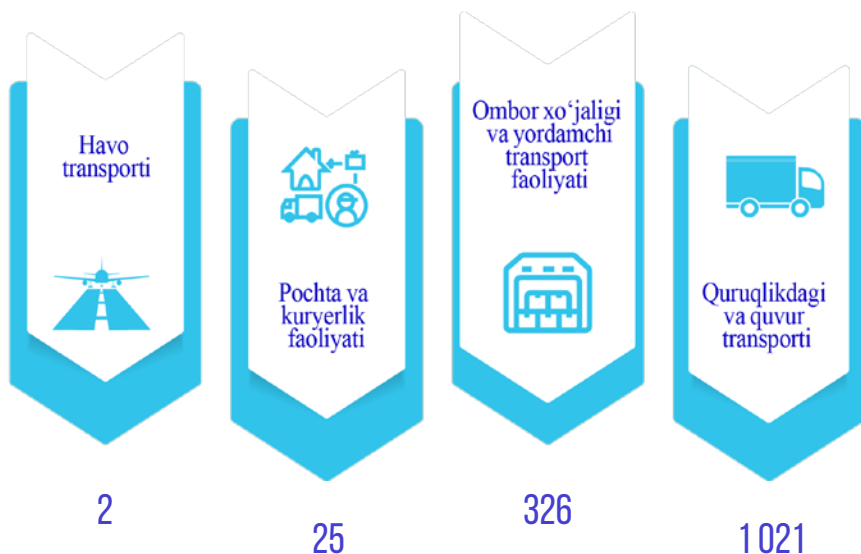 Havo
transporti
2
Pochta va
kuryerlik
faoliyati
25
Ombor xo‘jaligi
va yordamchi
transport
faoliyati
326
Quruqlikdagi
va quvur
transporti
1 021